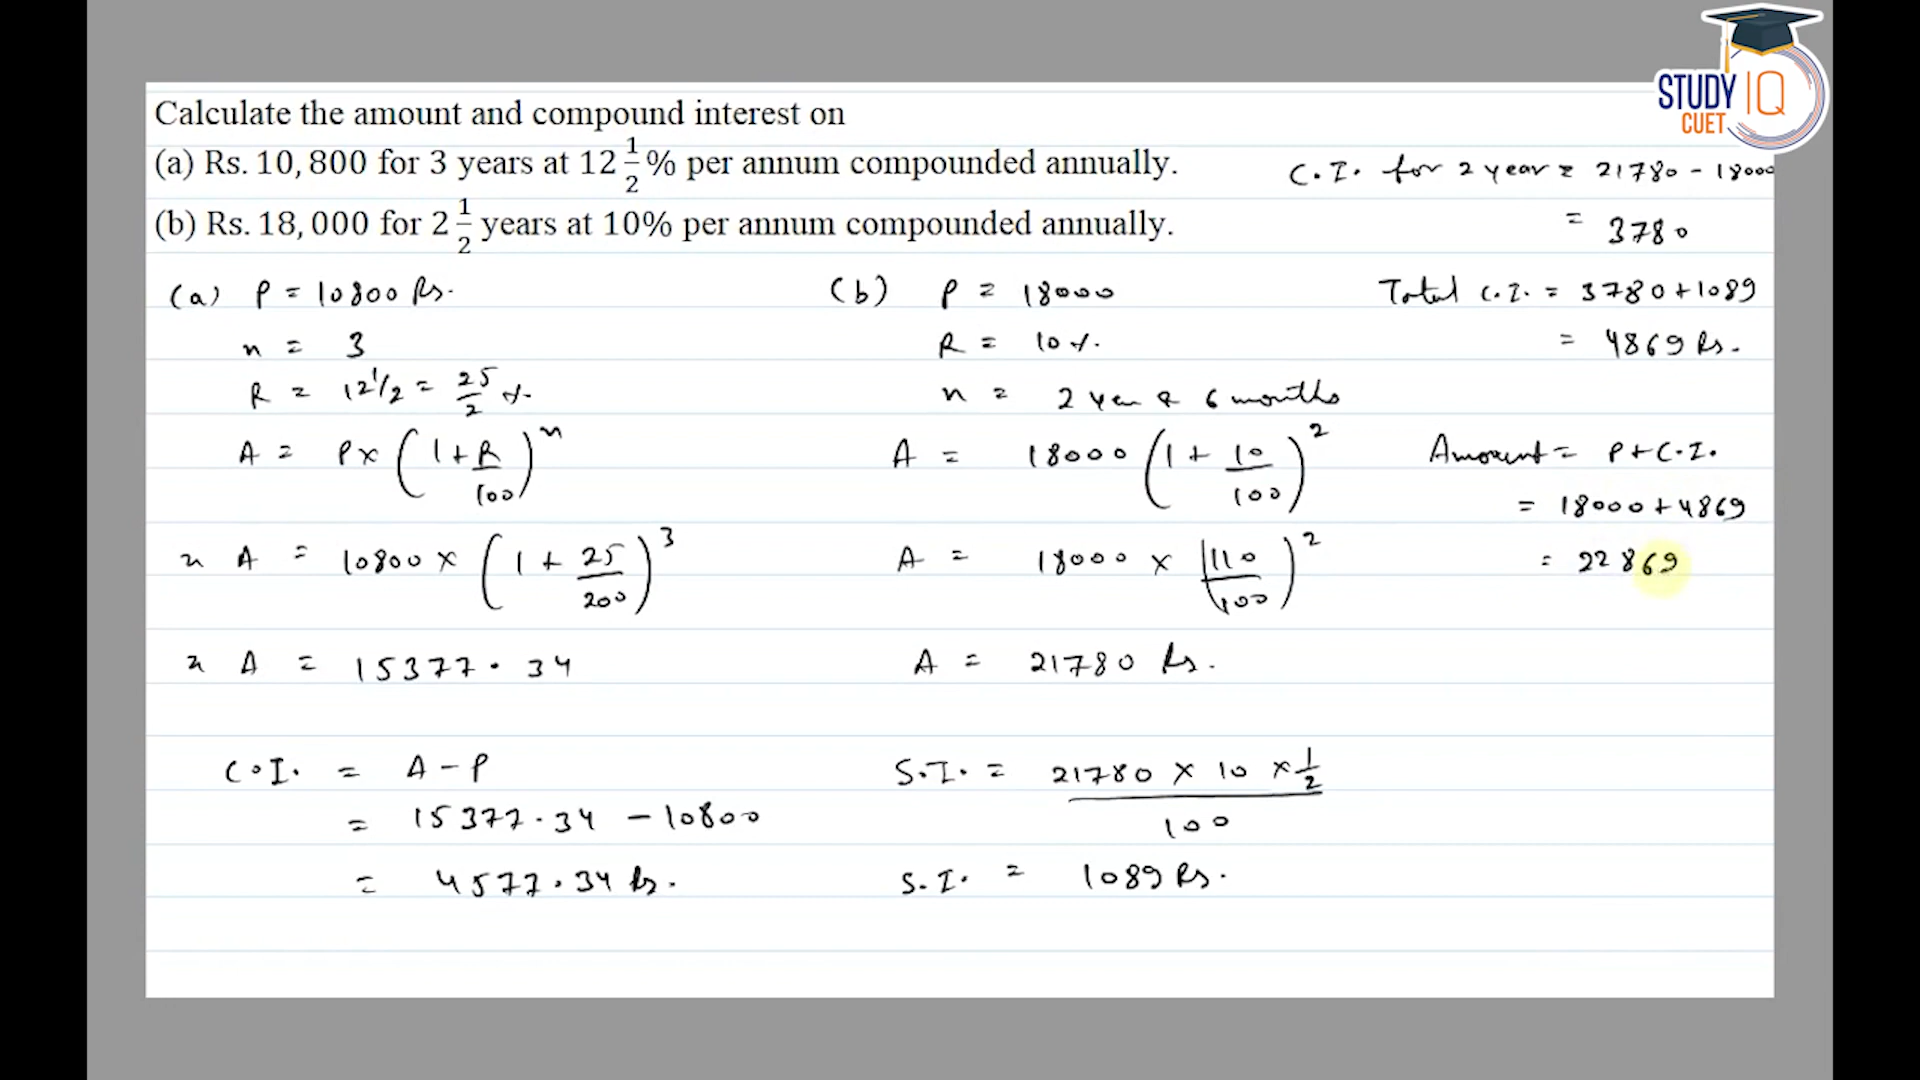 STUDY IQ
CUET
Calculate the amount and compound interest on
(a) Rs. 10, 800 for 3 years at 12 1/2 % per annum compounded annually.
(b) Rs. 18, 000 for 2 1/2 years at 10% per annum compounded annually.
(a) P = 10800 Rs.
n = 3
R = 12 1/2 = 25/2 %
A = P x (1 + R/100)^n
A = 10800 x (1 + 25/200)^3
A = 15377.34
C.I. = A - P
= 15377.34 - 10800
= 4577.34 Rs.
(b) P = 18000
R = 10 %.
n = 2 year & 6 months
A = 18000 (1 + 10/100)^2
A = 18000 x (110/100)^2
A = 21780 Rs.
S.I. = 21780 x 10 x 1/2 / 100
S.I. = 1089 Rs.
C.I. for 2 year = 21780 - 18000
= 3780
Total C.I. = 3780 + 1089
= 4869 Rs.
Amount = P + C.I.
= 18000 + 4869
= 22869